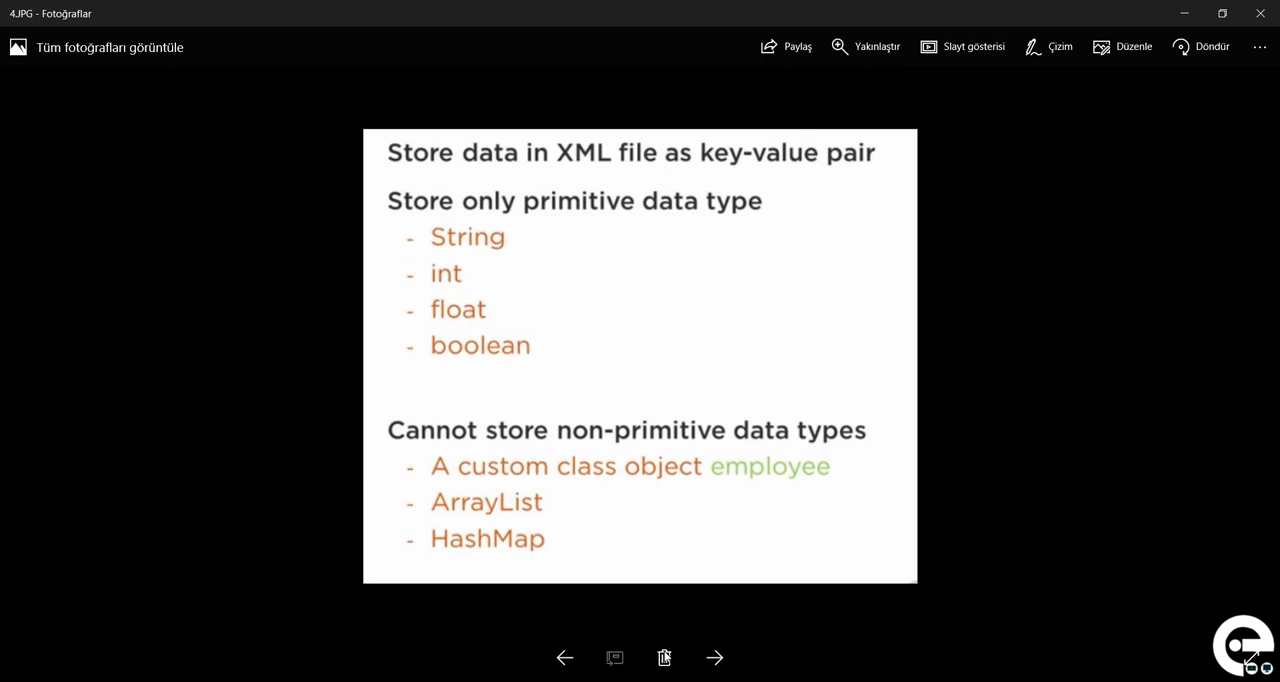 4.JPG - Fotoğraflar
Tüm fotoğrafları görüntüle
Paylaş
Yakınlaştır
Slayt gösterisi
Çizim
Düzenle
Döndür
Store data in XML file as key-value pair
Store only primitive data type
- String
- int
- float
- boolean
Cannot store non-primitive data types
- A custom class object employee
- ArrayList
- HashMap